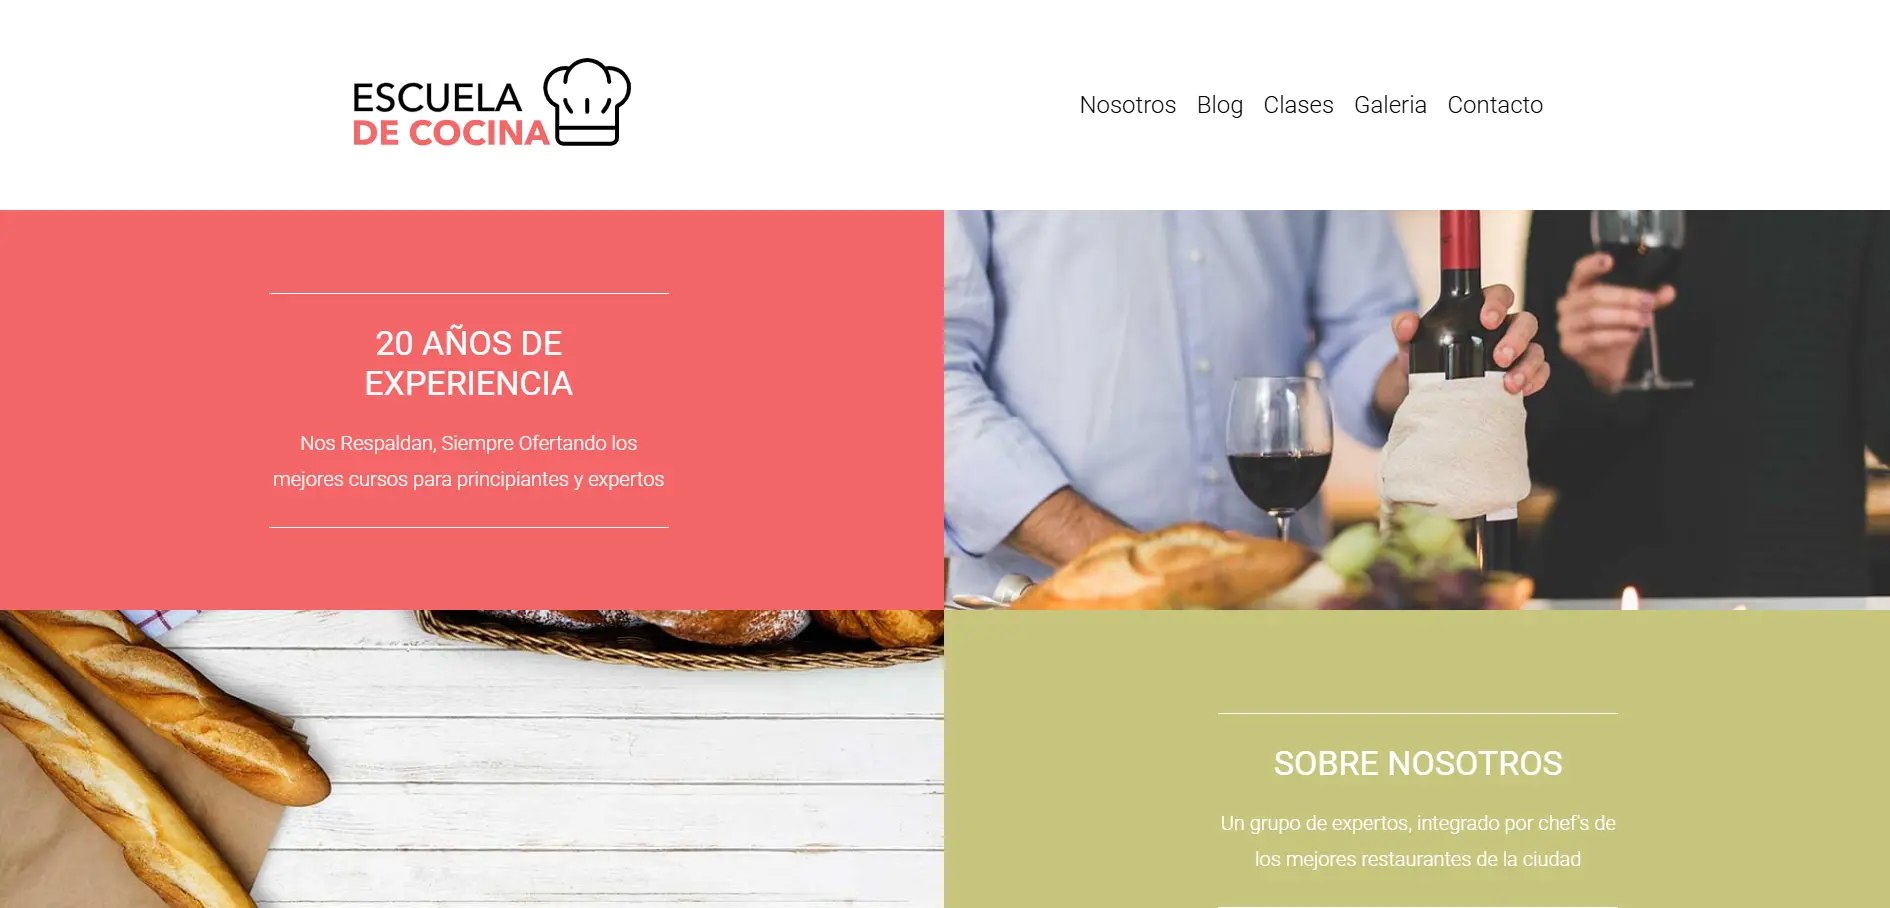 ESCUELA
DE COCINA
Nosotros Blog Clases Galeria Contacto
20 AÑOS DE
EXPERIENCIA
Nos Respaldan, Siempre Ofertando los
mejores cursos para principiantes y expertos
SOBRE NOSOTROS
Un grupo de expertos, integrado por chef's de
los mejores restaurantes de la ciudad